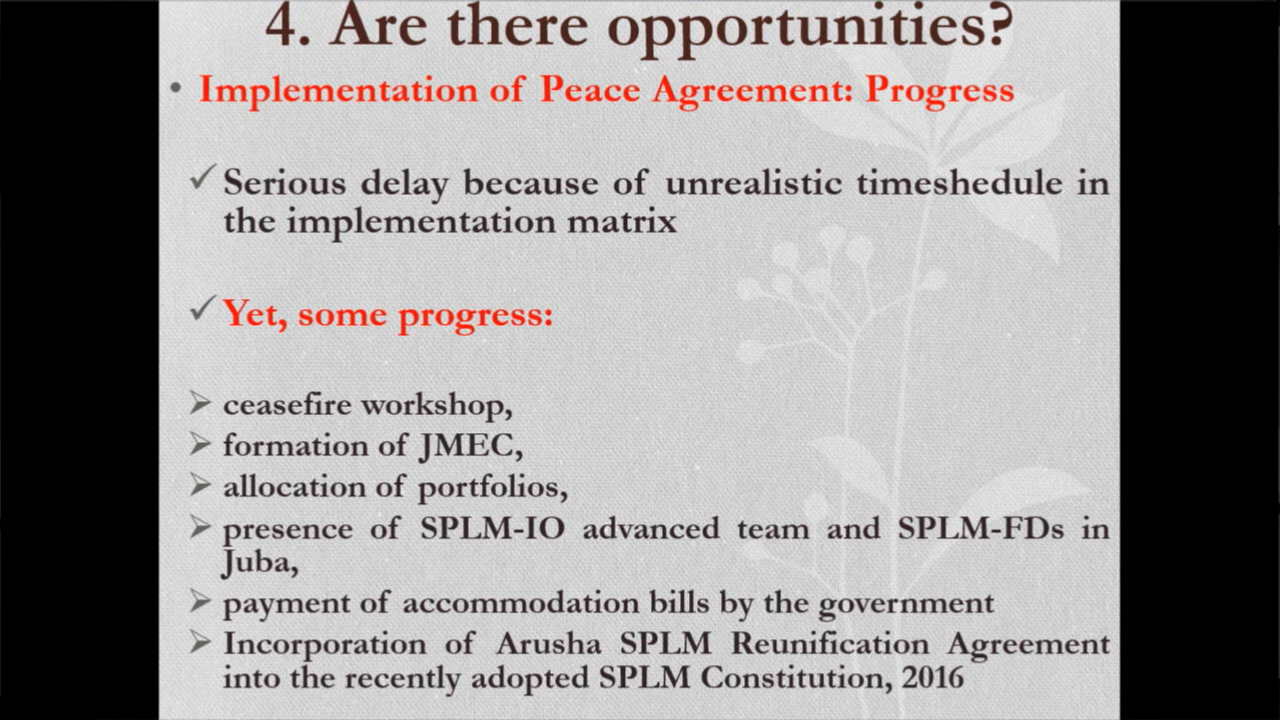 4. Are there opportunities?
• Implementation of Peace Agreement: Progress
✓ Serious delay because of unrealistic timeshedule in
the implementation matrix
✓ Yet, some progress:
➢ ceasefire workshop,
➢ formation of JMEC,
➢ allocation of portfolios,
➢ presence of SPLM-IO advanced team and SPLM-FDs in
Juba,
➢ payment of accommodation bills by the government
➢ Incorporation of Arusha SPLM Reunification Agreement
into the recently adopted SPLM Constitution, 2016